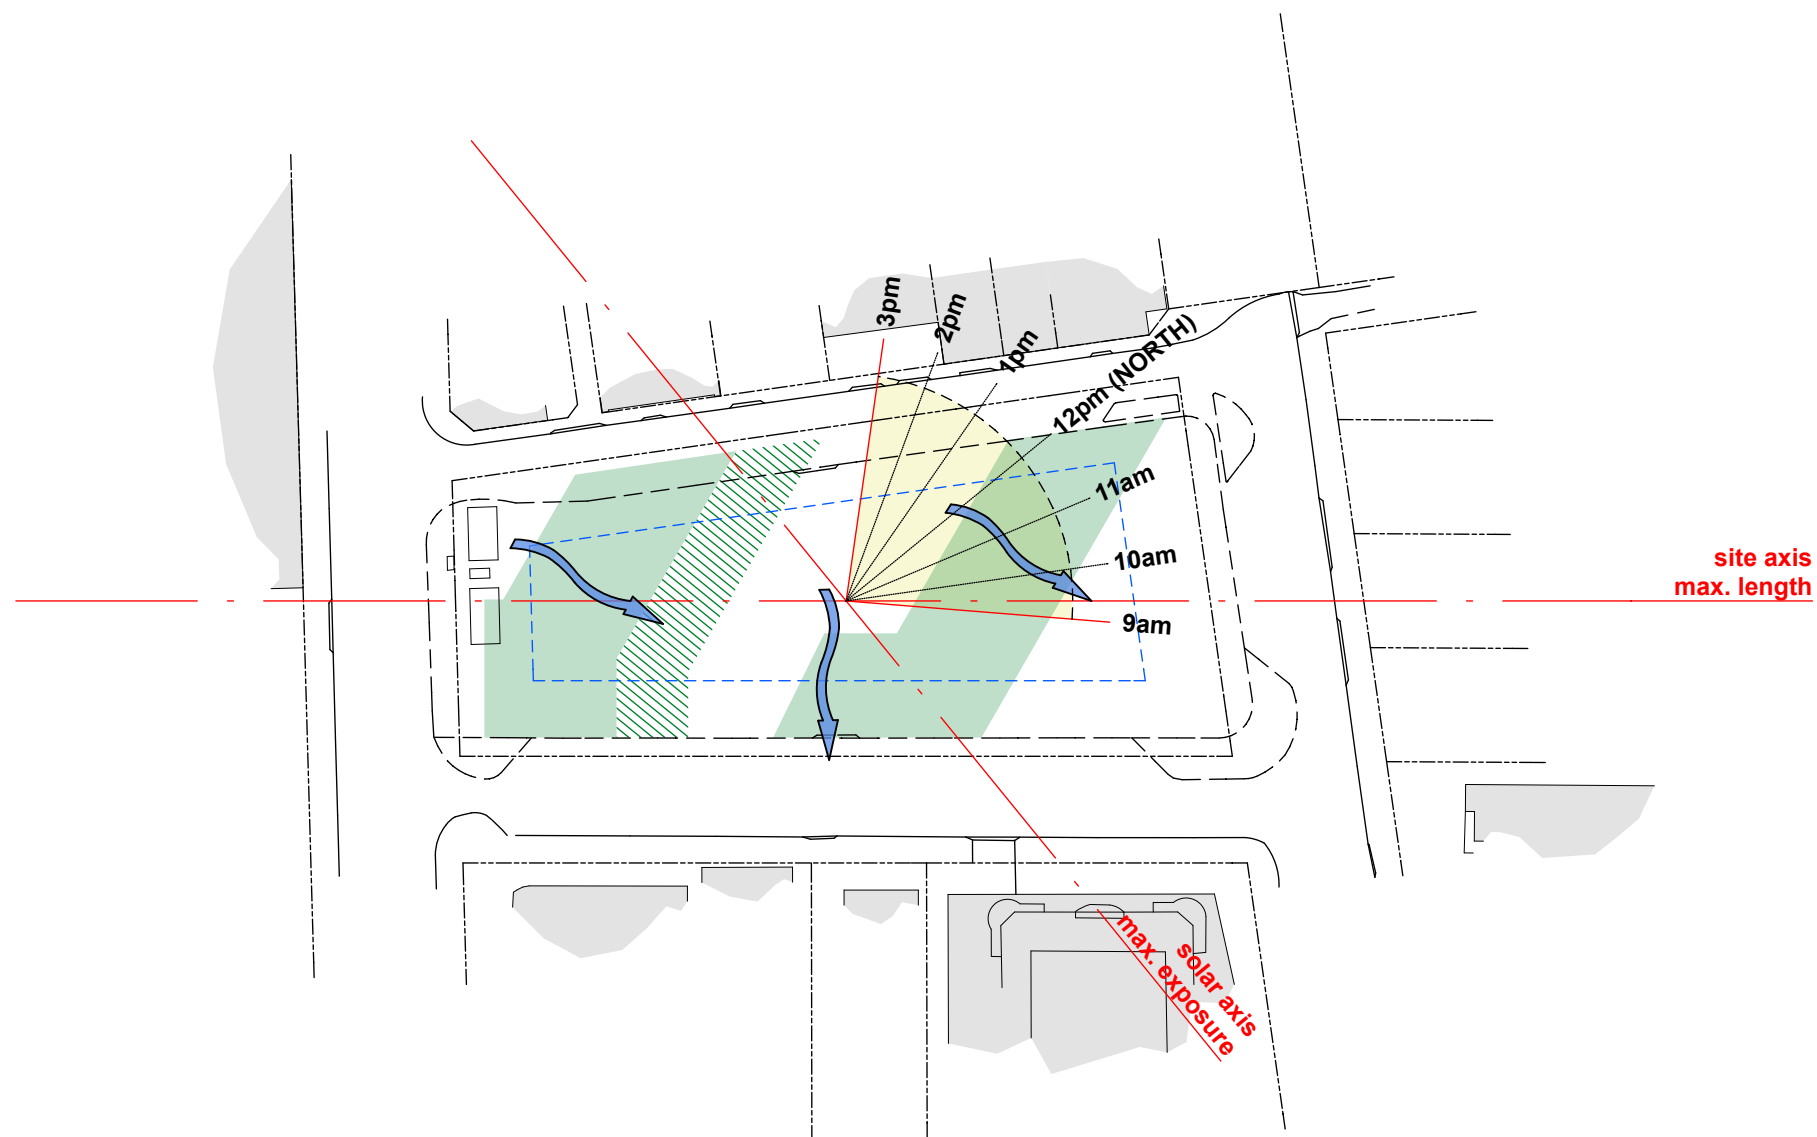 3pm
2pm
1pm
12pm (NORTH)
11am
10am
9am
site axis
max. length
solar axis
max. exposure